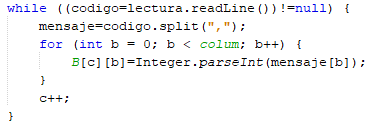 while ((codigo=lectura.readLine())!=null) {
mensaje=codigo.split(",");
for (int b = 0; b < colum; b++) {
B[c][b]=Integer.parseInt(mensaje[b]);
}
c++;
}